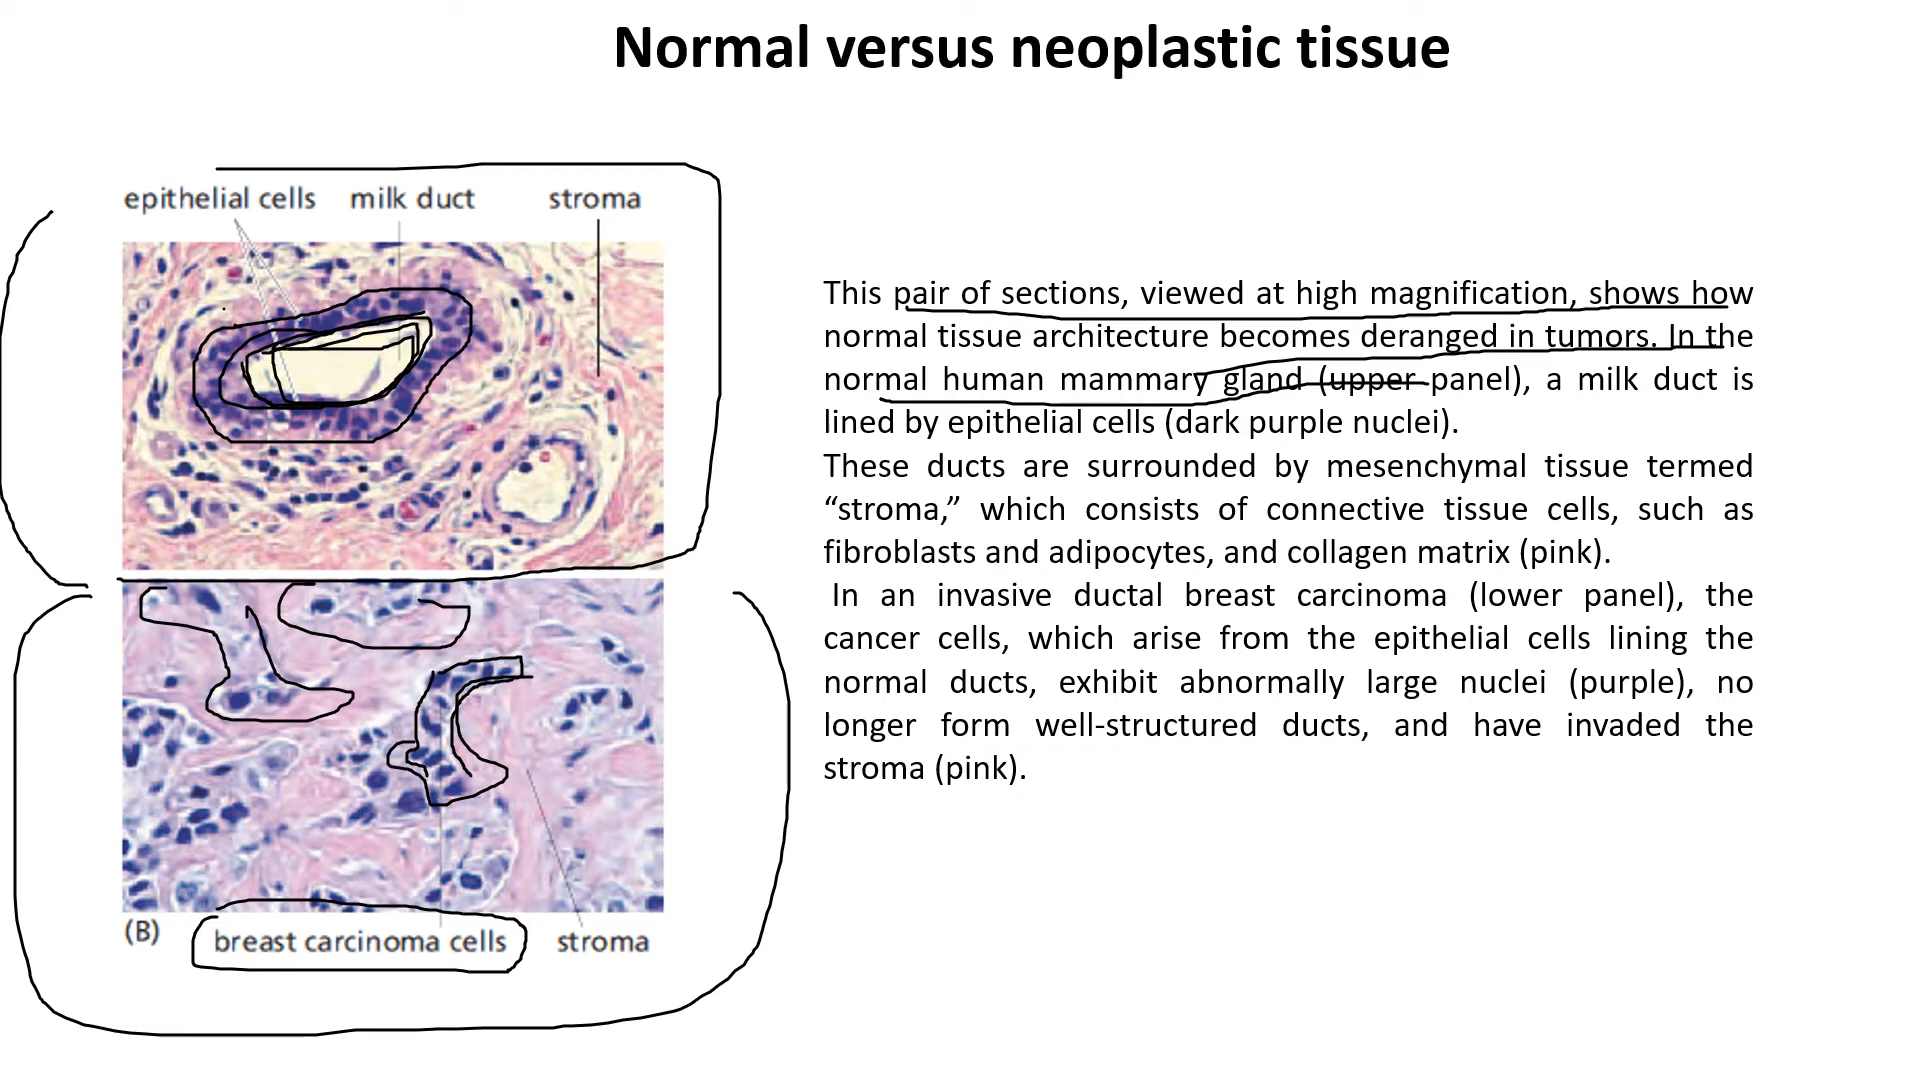 Normal versus neoplastic tissue
epithelial cells milk duct stroma
(B)
breast carcinoma cells stroma
This pair of sections, viewed at high magnification, shows how
normal tissue architecture becomes deranged in tumors. In the
normal human mammary gland (upper panel), a milk duct is
lined by epithelial cells (dark purple nuclei).
These ducts are surrounded by mesenchymal tissue termed
“stroma,” which consists of connective tissue cells, such as
fibroblasts and adipocytes, and collagen matrix (pink).
In an invasive ductal breast carcinoma (lower panel), the
cancer cells, which arise from the epithelial cells lining the
normal ducts, exhibit abnormally large nuclei (purple), no
longer form well-structured ducts, and have invaded the
stroma (pink).